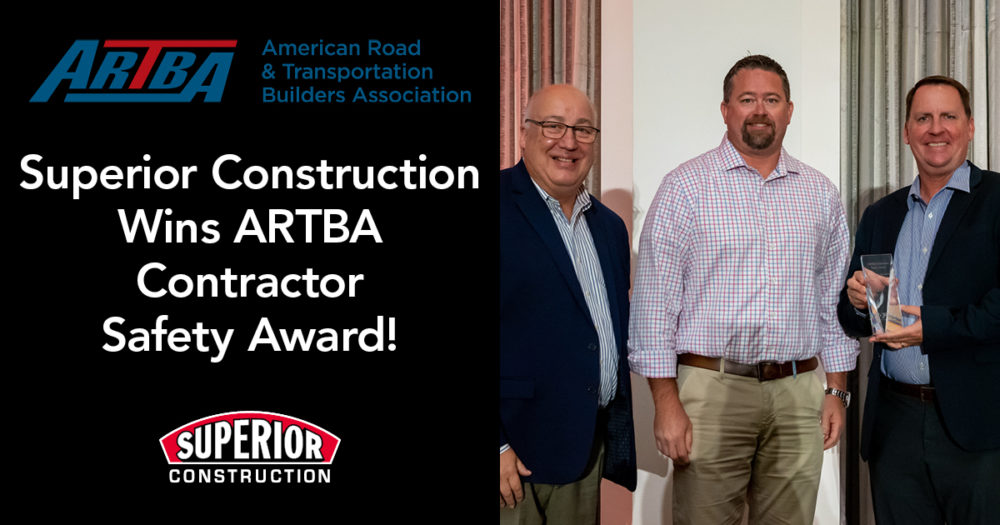 ARTBA
American Road
& Transportation
Builders Association
Superior Construction
Wins ARTBA
Contractor
Safety Award!
SUPERIOR
CONSTRUCTION